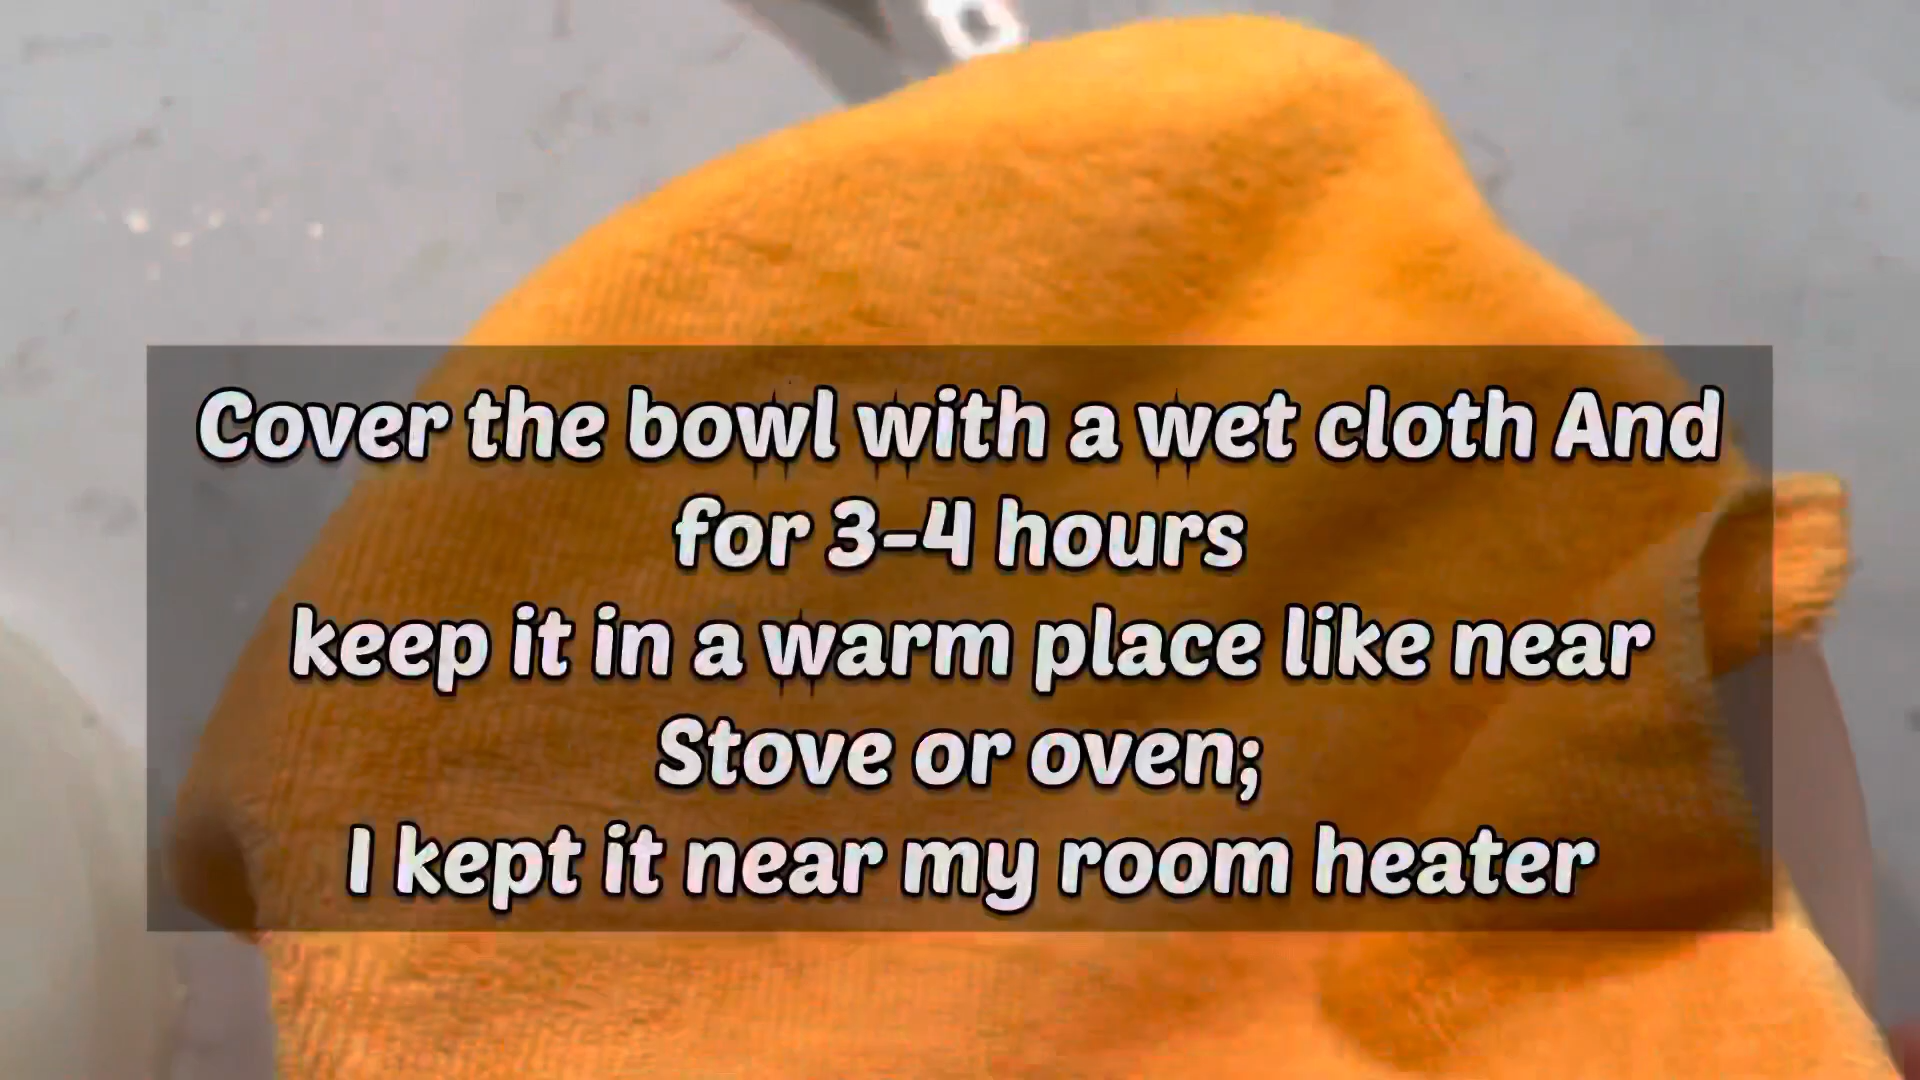 Cover the bowl with a wet cloth And
for 3-4 hours
keep it in a warm place like near
Stove or oven;
I kept it near my room heater